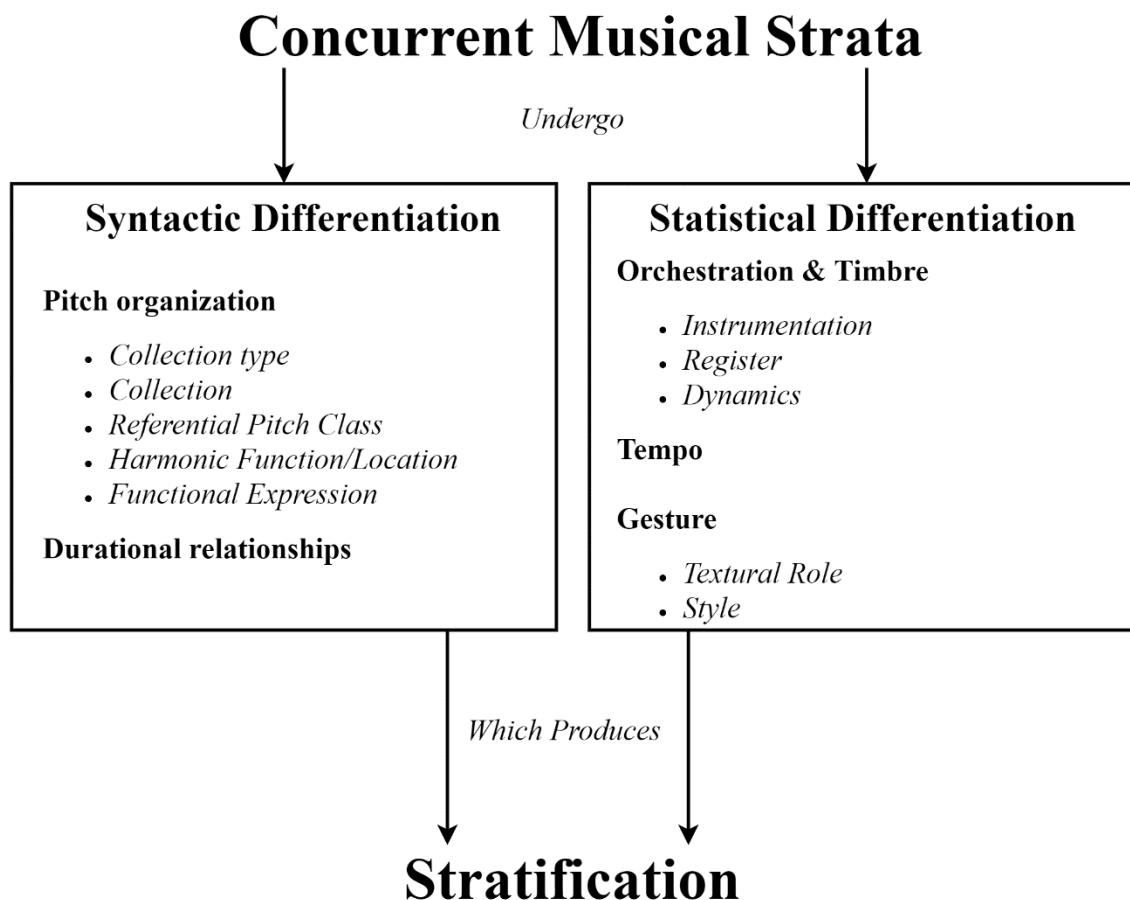 Concurrent Musical Strata
Undergo
Syntactic Differentiation
Pitch organization
• Collection type
• Collection
• Referential Pitch Class
• Harmonic Function/Location
• Functional Expression
Durational relationships
Statistical Differentiation
Orchestration & Timbre
• Instrumentation
• Register
• Dynamics
Tempo
Gesture
• Textural Role
• Style
Which Produces
Stratification